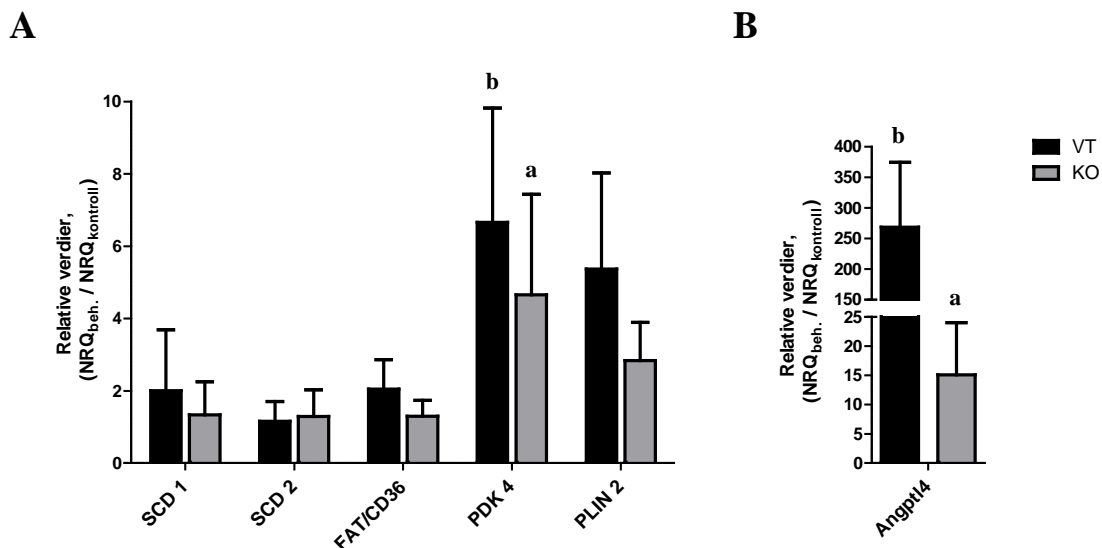 A
B
b
a
10
8
6
4
2
0
Relative verdier,
(NRQbeh. / NRQkontroll)
SCD 1
SCD 2
FAT/CD36
PDK 4
PLIN 2
b
a
400
350
300
250
200
150
25
20
15
10
5
0
Relative verdier,
(NRQbeh. / NRQkontroll)
Angptl4
VT
KO